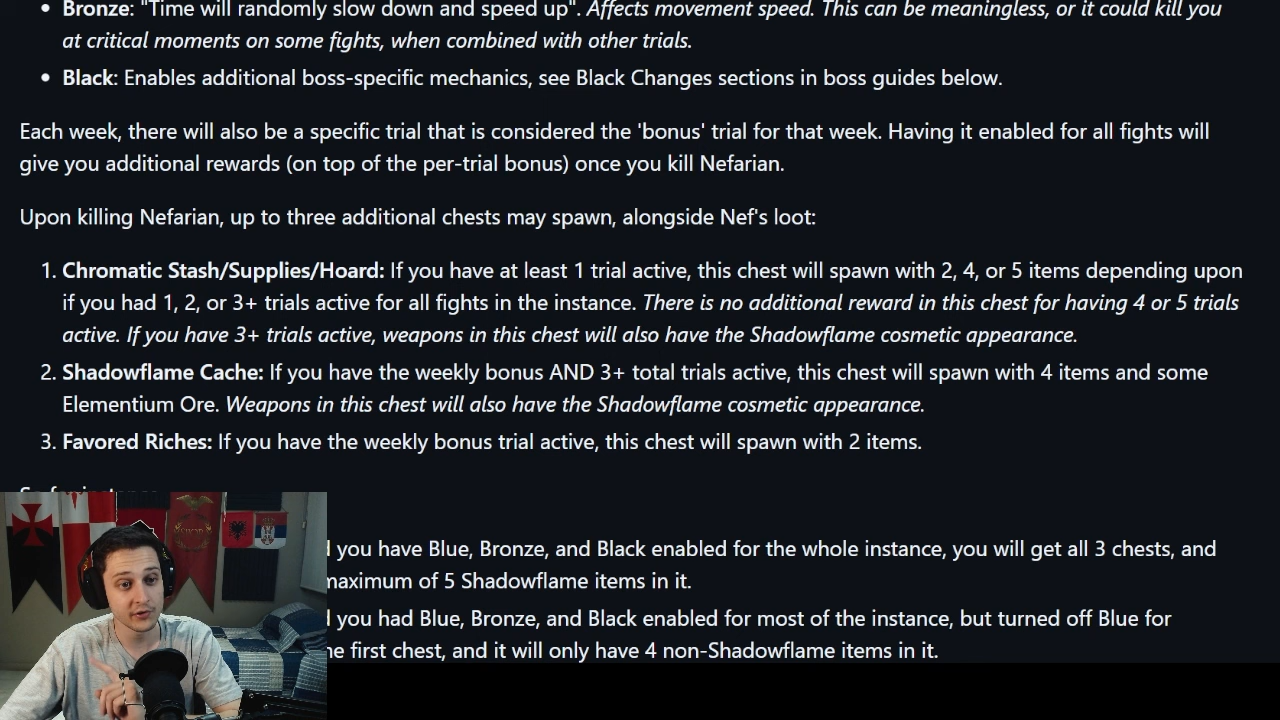 • Bronze: "Time will randomly slow down and speed up". Affects movement speed. This can be meaningless, or it could kill you
at critical moments on some fights, when combined with other trials.
• Black: Enables additional boss-specific mechanics, see Black Changes sections in boss guides below.
Each week, there will also be a specific trial that is considered the 'bonus' trial for that week. Having it enabled for all fights will
give you additional rewards (on top of the per-trial bonus) once you kill Nefarian.
Upon killing Nefarian, up to three additional chests may spawn, alongside Nef's loot:
1. Chromatic Stash/Supplies/Hoard: If you have at least 1 trial active, this chest will spawn with 2, 4, or 5 items depending upon
if you had 1, 2, or 3+ trials active for all fights in the instance. There is no additional reward in this chest for having 4 or 5 trials
active. If you have 3+ trials active, weapons in this chest will also have the Shadowflame cosmetic appearance.
2. Shadowflame Cache: If you have the weekly bonus AND 3+ total trials active, this chest will spawn with 4 items and some
Elementium Ore. Weapons in this chest will also have the Shadowflame cosmetic appearance.
3. Favored Riches: If you have the weekly bonus trial active, this chest will spawn with 2 items.
you have Blue, Bronze, and Black enabled for the whole instance, you will get all 3 chests, and
maximum of 5 Shadowflame items in it.
you had Blue, Bronze, and Black enabled for most of the instance, but turned off Blue for
first chest, and it will only have 4 non-Shadowflame items in it.